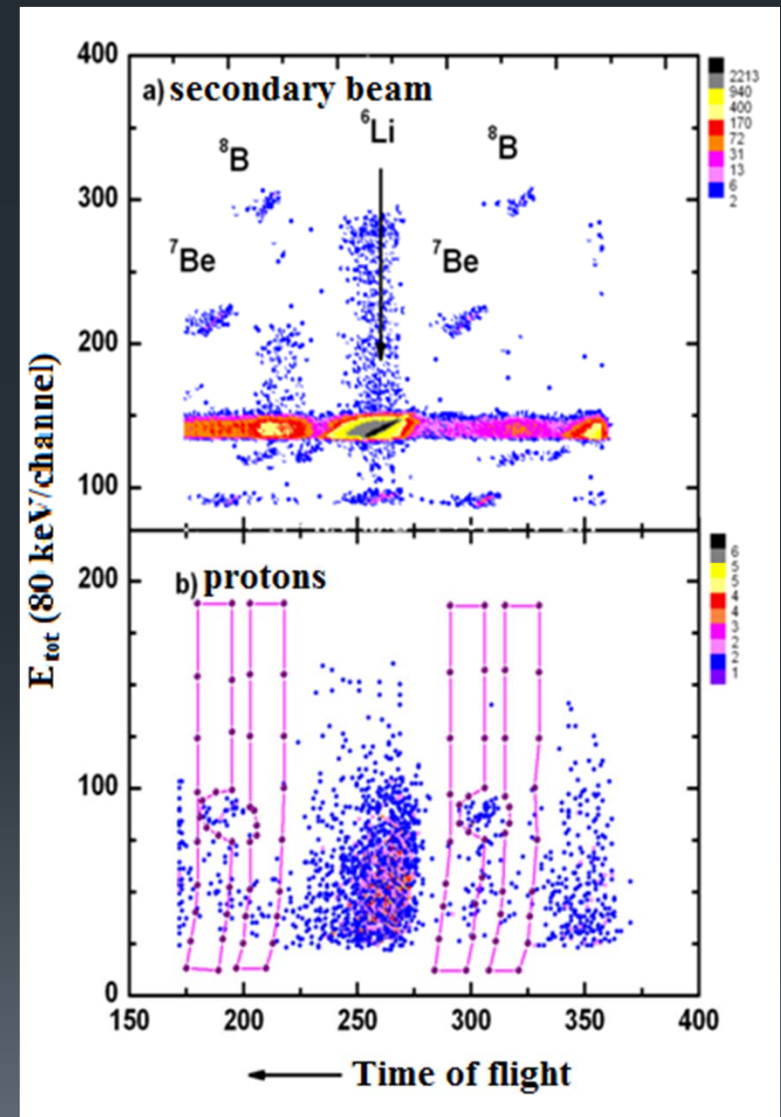 400
a) secondary beam
⁶Li
⁸B
⁸B
300
⁷Be
⁷Be
200
100
2213
940
400
170
72
31
13
6
2
E_tot (80 keV/channel)
b) protons
200
100
0
6
5
5
4
4
3
2
2
1
150 200 250 300 350 400
Time of flight